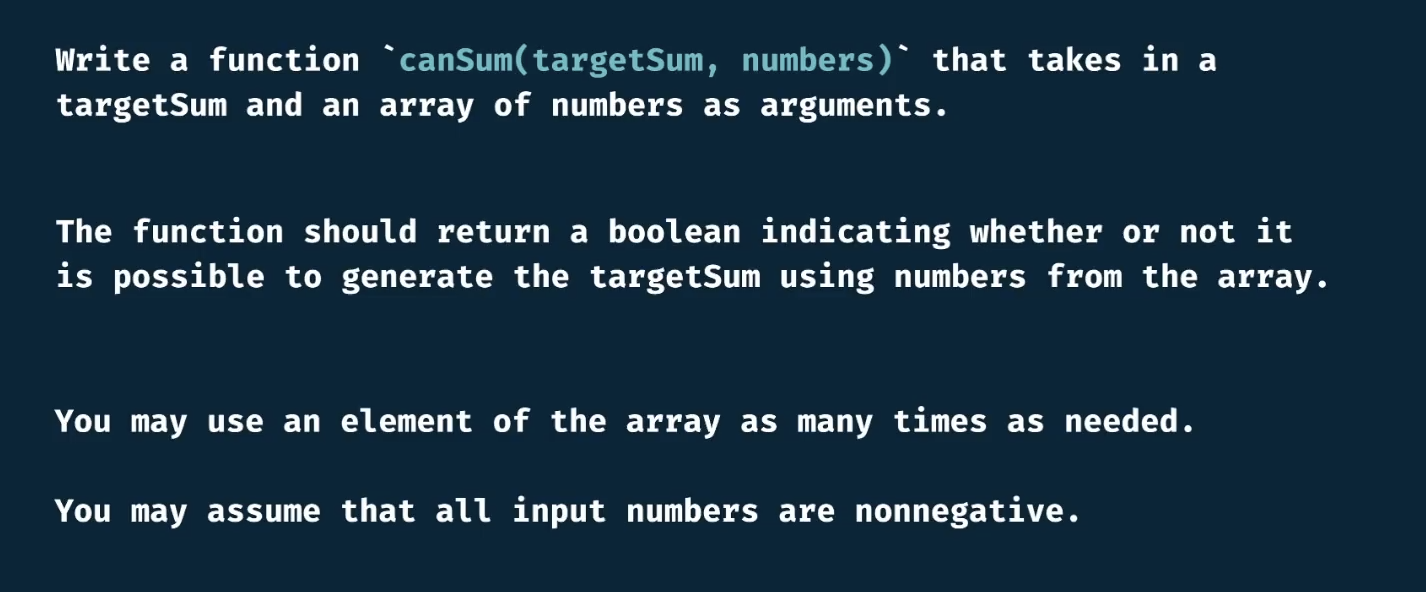 Write a function `canSum(targetSum, numbers)` that takes in a
targetSum and an array of numbers as arguments.
The function should return a boolean indicating whether or not it
is possible to generate the targetSum using numbers from the array.
You may use an element of the array as many times as needed.
You may assume that all input numbers are nonnegative.